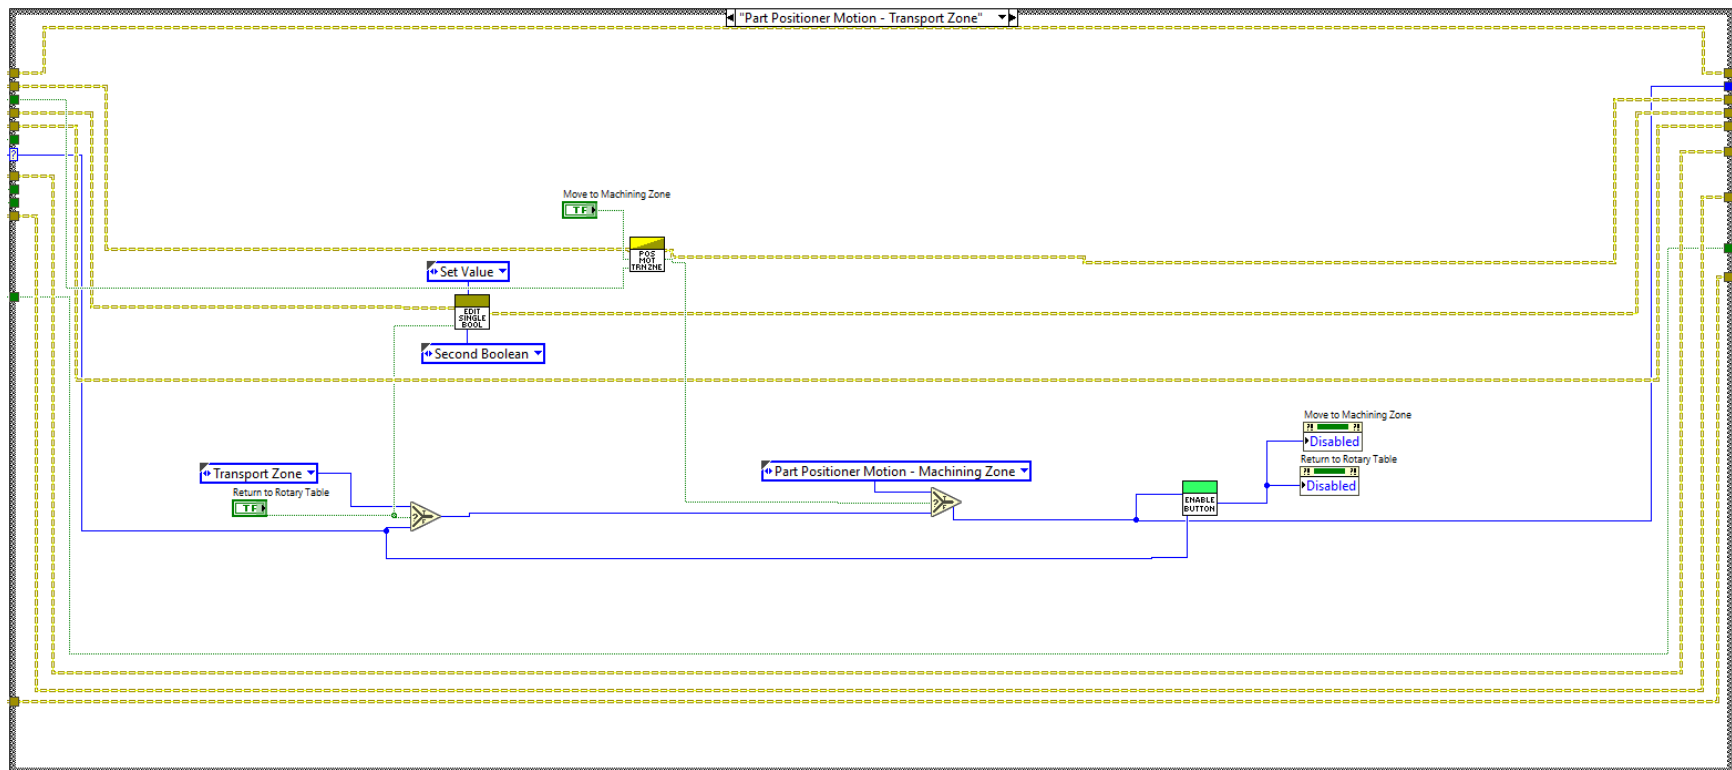 "Part Positioner Motion - Transport Zone"
?
Move to Machining Zone
TF
POS
MOT
TRNZNE
Set Value
EDIT
SINGLE
BOOL
Second Boolean
Move to Machining Zone
?! ?!
Disabled
Return to Rotary Table
?! ?!
Disabled
Transport Zone
Part Positioner Motion - Machining Zone
Return to Rotary Table
TF
? T F
? T F
ENABLE
BUTTON